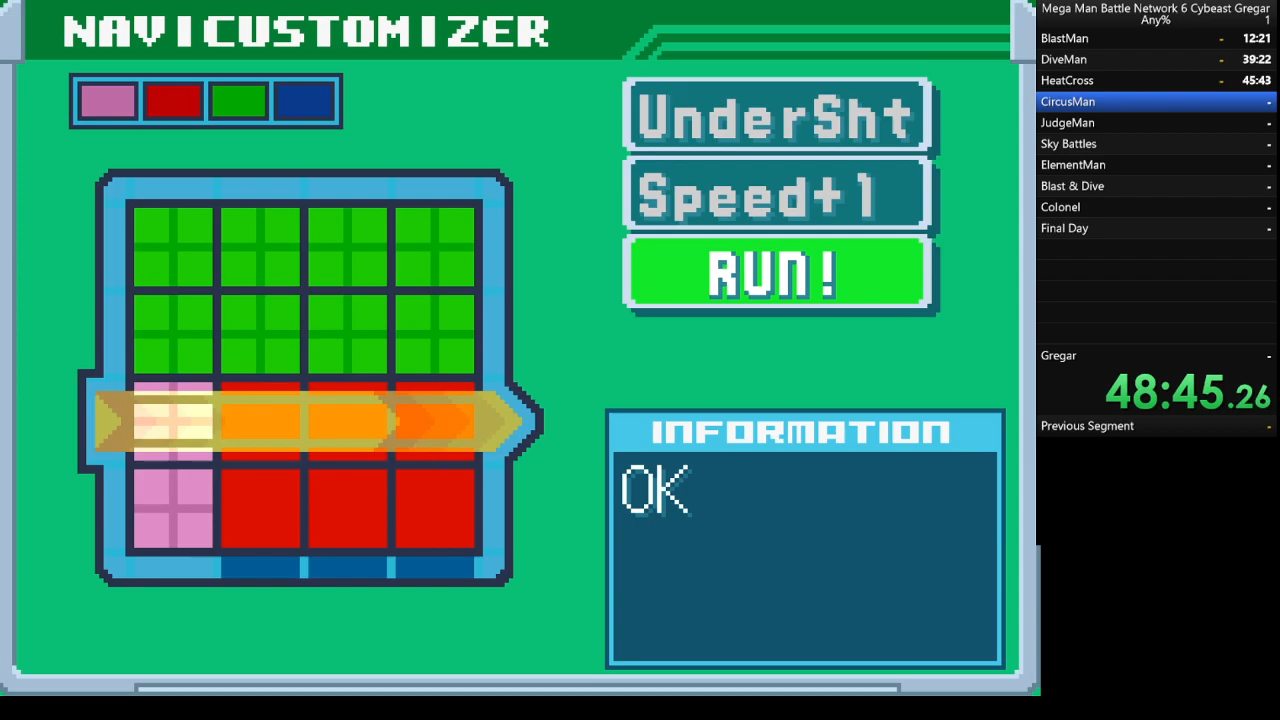 NAVICUSTOMIZER
UnderSht
Speed+1
RUN!
INFORMATION
OK
Mega Man Battle Network 6 Cybeast Gregar
Any%
1
BlastMan - 12:21
DiveMan - 39:22
HeatCross - 45:43
CircusMan -
JudgeMan -
Sky Battles -
ElementMan -
Blast & Dive -
Colonel -
Final Day -
Gregar -
48:45.26
Previous Segment -